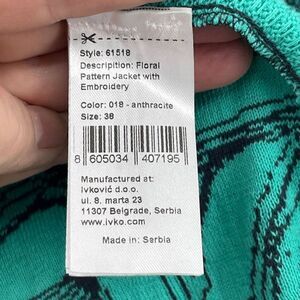 Style: 61518
Descripition: Floral
Pattern Jacket with
Embroidery
Color: 018 - anthracite
Size: 38
8 605034 407195
Manufactured at:
Ivković d.o.o.
ul. 8. marta 23
11307 Belgrade, Serbia
www.ivko.com
Made in: Serbia